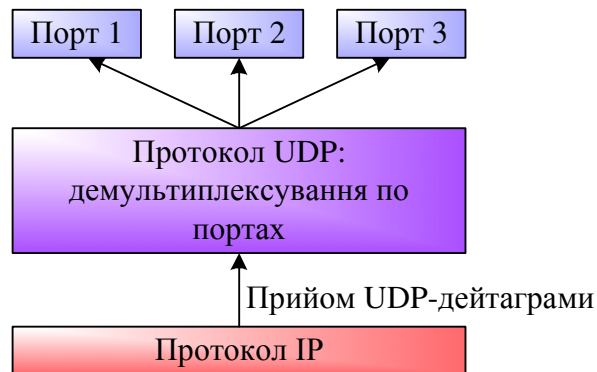 Порт 1
Порт 2
Порт 3
Протокол UDP:
демультиплексування по
портах
Прийом UDP-дейтаграми
Протокол IP